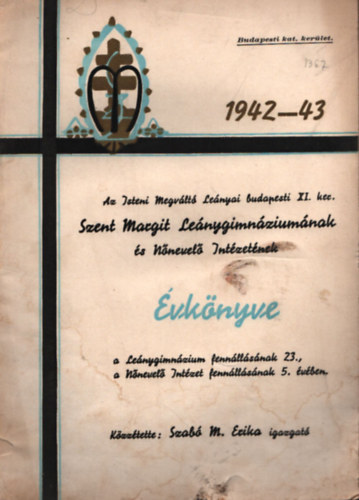 Budapesti kat. kerület.
1942—43
Az Isteni Megváltó Leányai budapesti XI. ker.
Szent Margit Leánygimnáziumának
és Nőnevelő Intézetének
Évkönyve
a Leánygimnázium fennállásának 23.,
a Nőnevelő Intézet fennállásának 5. évében.
Közzétette: Szabó M. Erika igazgató